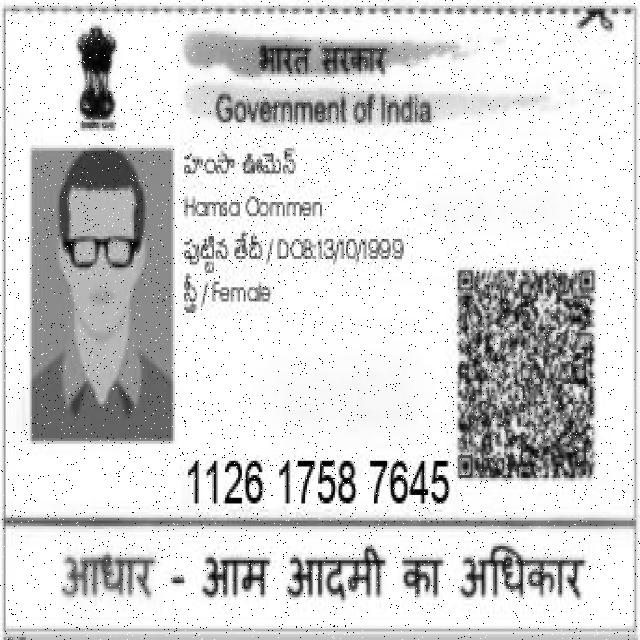 भारत सरकार
Government of India
హంసా ఊమెన్
Hamsa Oommen
పుట్టిన తేదీ / DOB:13/10/1999
స్త్రీ / Female
1126 1758 7645
आधार - आम आदमी का अधिकार